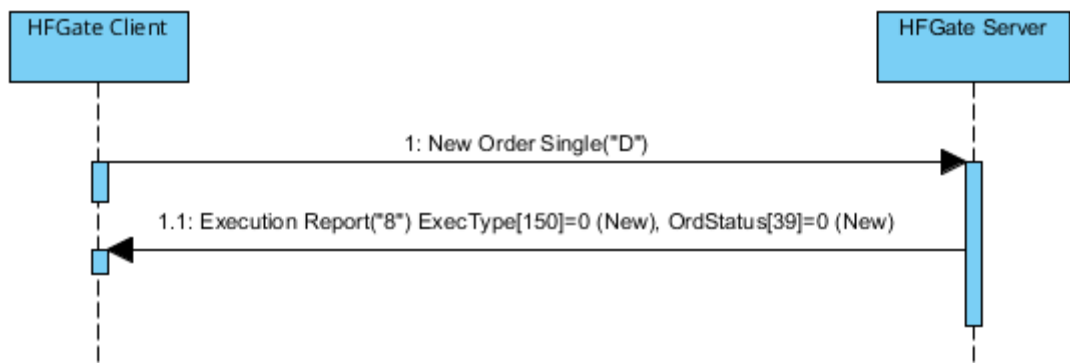 HFGate Client
HFGate Server
1: New Order Single("D")
1.1: Execution Report("8") ExecType[150]=0 (New), OrdStatus[39]=0 (New)